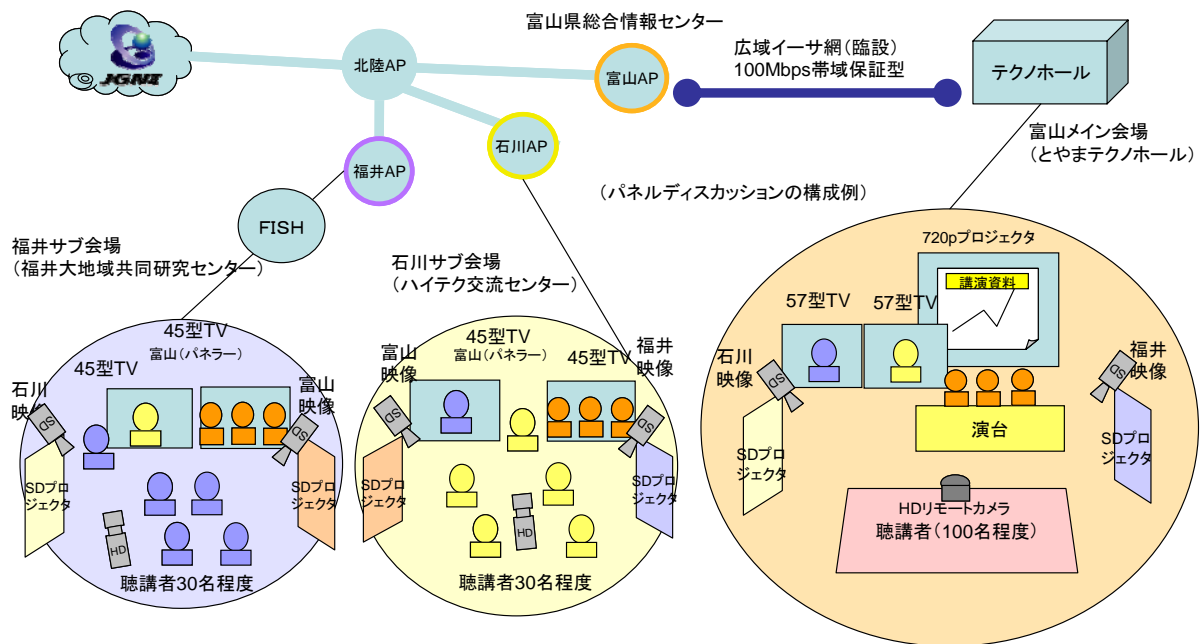 富山県総合情報センター
JGNII
北陸AP
富山AP
広域イーサ網(臨設)
100Mbps帯域保証型
テクノホール
福井AP
石川AP
富山メイン会場
(とやまテクノホール)
(パネルディスカッションの構成例)
FISH
福井サブ会場
(福井大地域共同研究センター)
石川サブ会場
(ハイテク交流センター)
45型TV
富山(パネラー)
45型TV
石川
映像
富山
映像
SD
SD
SDプロ
ジェクタ
SDプロ
ジェクタ
HD
聴講者30名程度
45型TV
富山(パネラー)
45型TV
富山
映像
福井
映像
SD
SD
SDプロ
ジェクタ
SDプロ
ジェクタ
HD
聴講者30名程度
720pプロジェクタ
講演資料
57型TV
57型TV
石川
映像
福井
映像
SD
SD
SDプロ
ジェクタ
SDプロ
ジェクタ
演台
HDリモートカメラ
聴講者(100名程度)